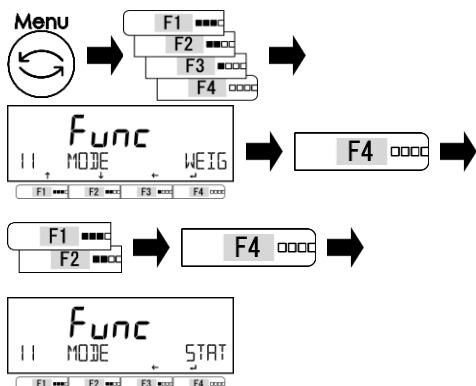 Menu
F1
F2
F3
F4
Func
11 MODE WEIG
F1 F2 F3 F4
F4
F1
F2
F4
Func
11 MODE STAT
F1 F2 F3 F4